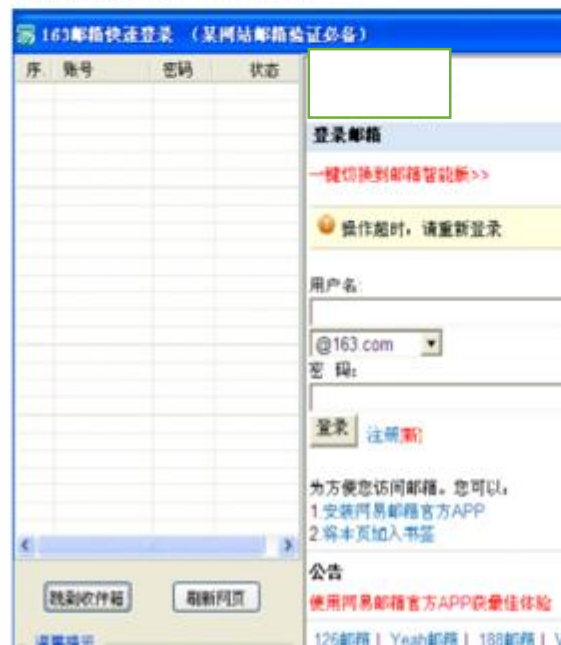 163邮箱快速登录 （某网站邮箱验证必备）
序. 账号 密码 状态
登录邮箱
一键切换到邮箱智能版>>
操作超时，请重新登录
用户名:
@163.com
密 码:
登录 注册(新)
为方便您访问邮箱。您可以:
1.安装网易邮箱官方APP
2.将本页加入书签
公告
使用网易邮箱官方APP获最佳体验
跳到收件箱 刷新网页
126邮箱 | Yeah邮箱 | 188邮箱 | V